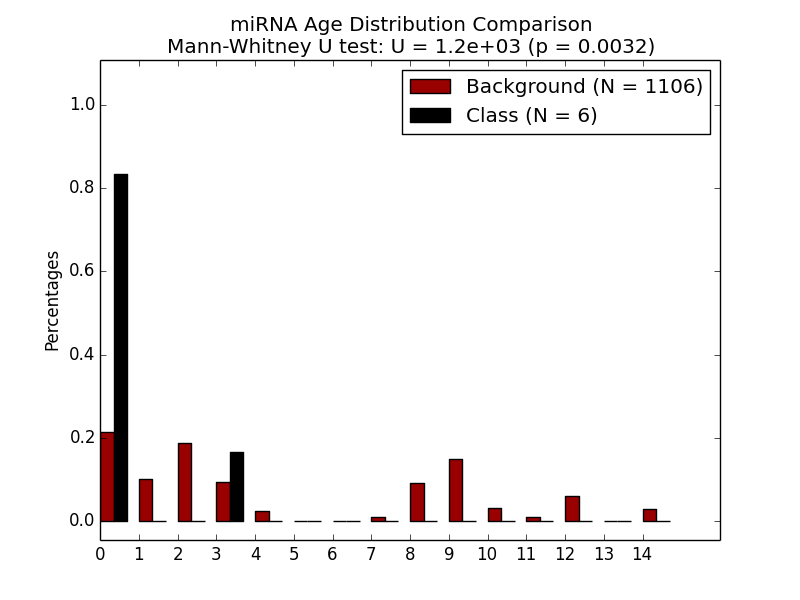 miRNA Age Distribution Comparison
Mann-Whitney U test: U = 1.2e+03 (p = 0.0032)
Background (N = 1106)
Class (N = 6)
Percentages
1.0
0.8
0.6
0.4
0.2
0.0
0 1 2 3 4 5 6 7 8 9 10 11 12 13 14